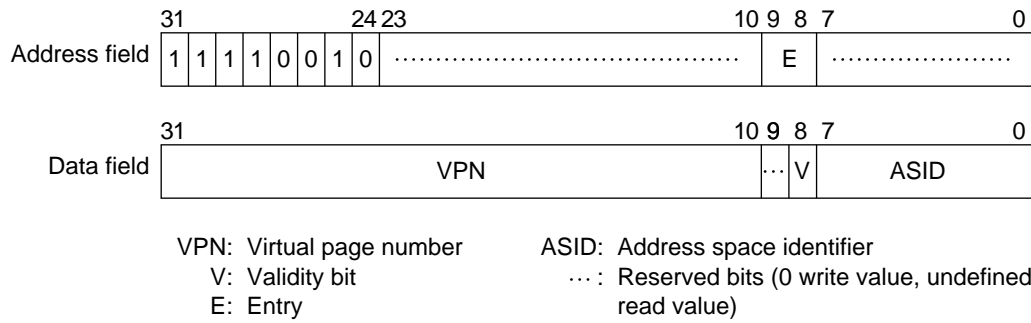 31 24 23 10 9 8 7 0
Address field 1 1 1 1 0 0 1 0 ........................................ E .....................
31 10 9 8 7 0
Data field VPN ... V ASID
VPN: Virtual page number ASID: Address space identifier
V: Validity bit ... : Reserved bits (0 write value, undefined
E: Entry read value)